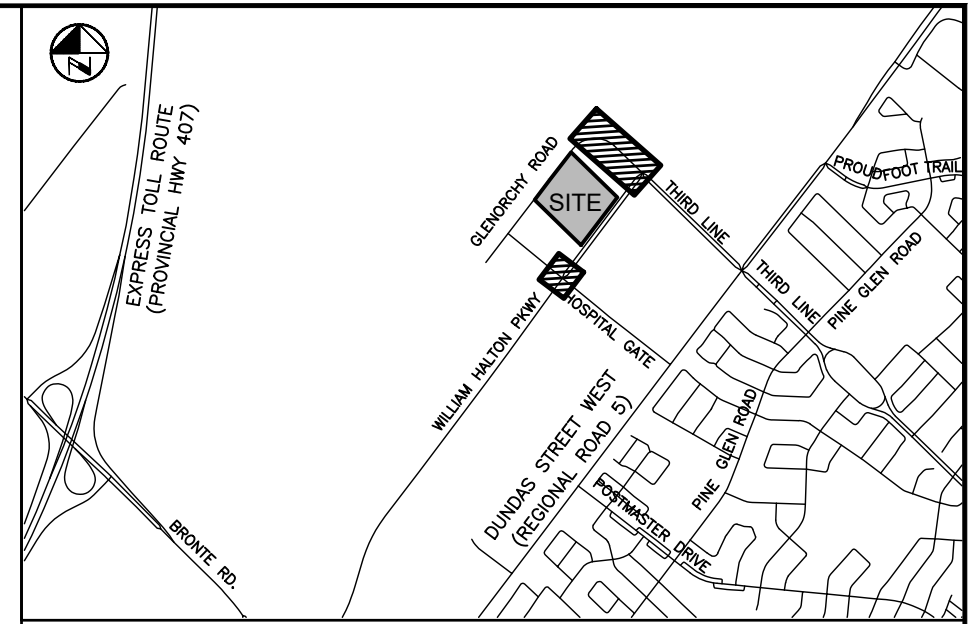 N
EXPRESS TOLL ROUTE
(PROVINCIAL HWY 407)
GLENORCHY ROAD
SITE
THIRD LINE
PROUDFOOT TRAIL
THIRD LINE
PINE GLEN ROAD
WILLIAM HALTON PKWY
HOSPITAL GATE
DUNDAS STREET WEST
(REGIONAL ROAD 5)
PINE GLEN ROAD
POSTMASTER DRIVE
BRONTE RD.